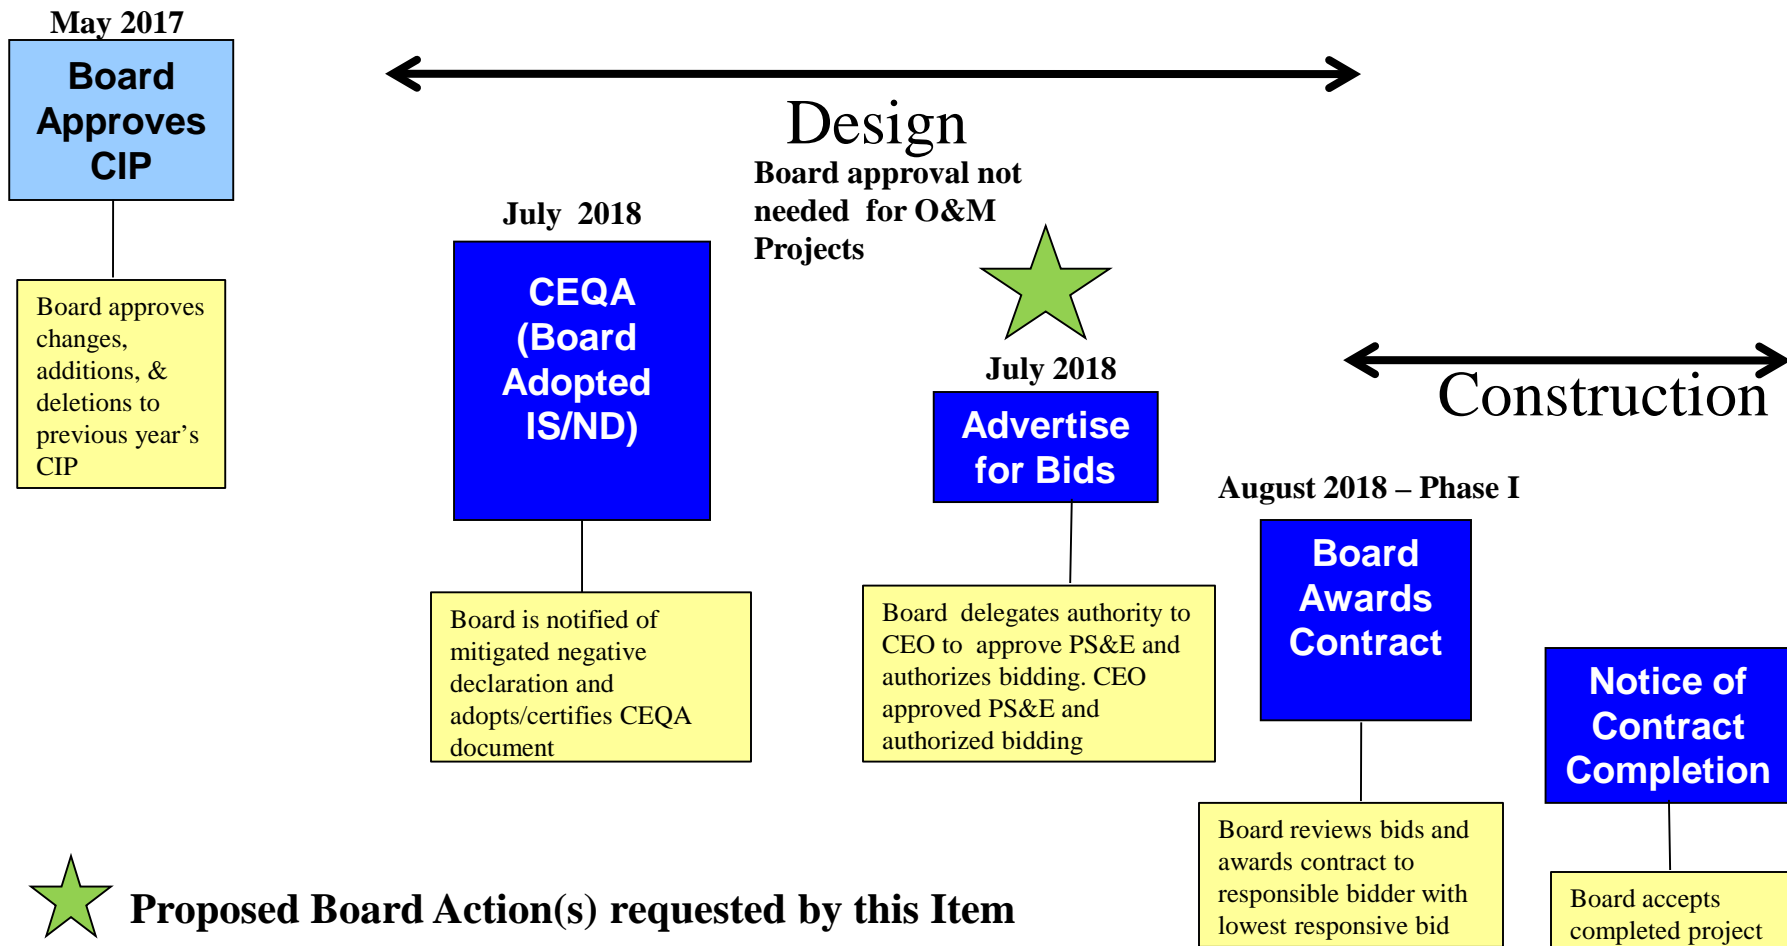 May 2017
Board
Approves
CIP
Board approves
changes,
additions, &
deletions to
previous year’s
CIP
Design
Board approval not
needed for O&M
Projects
July 2018
CEQA
(Board
Adopted
IS/ND)
Board is notified of
mitigated negative
declaration and
adopts/certifies CEQA
document
July 2018
Advertise
for Bids
Board delegates authority to
CEO to approve PS&E and
authorizes bidding. CEO
approved PS&E and
authorized bidding
Construction
August 2018 – Phase I
Board
Awards
Contract
Board reviews bids and
awards contract to
responsible bidder with
lowest responsive bid
Notice of
Contract
Completion
Board accepts
completed project
Proposed Board Action(s) requested by this Item